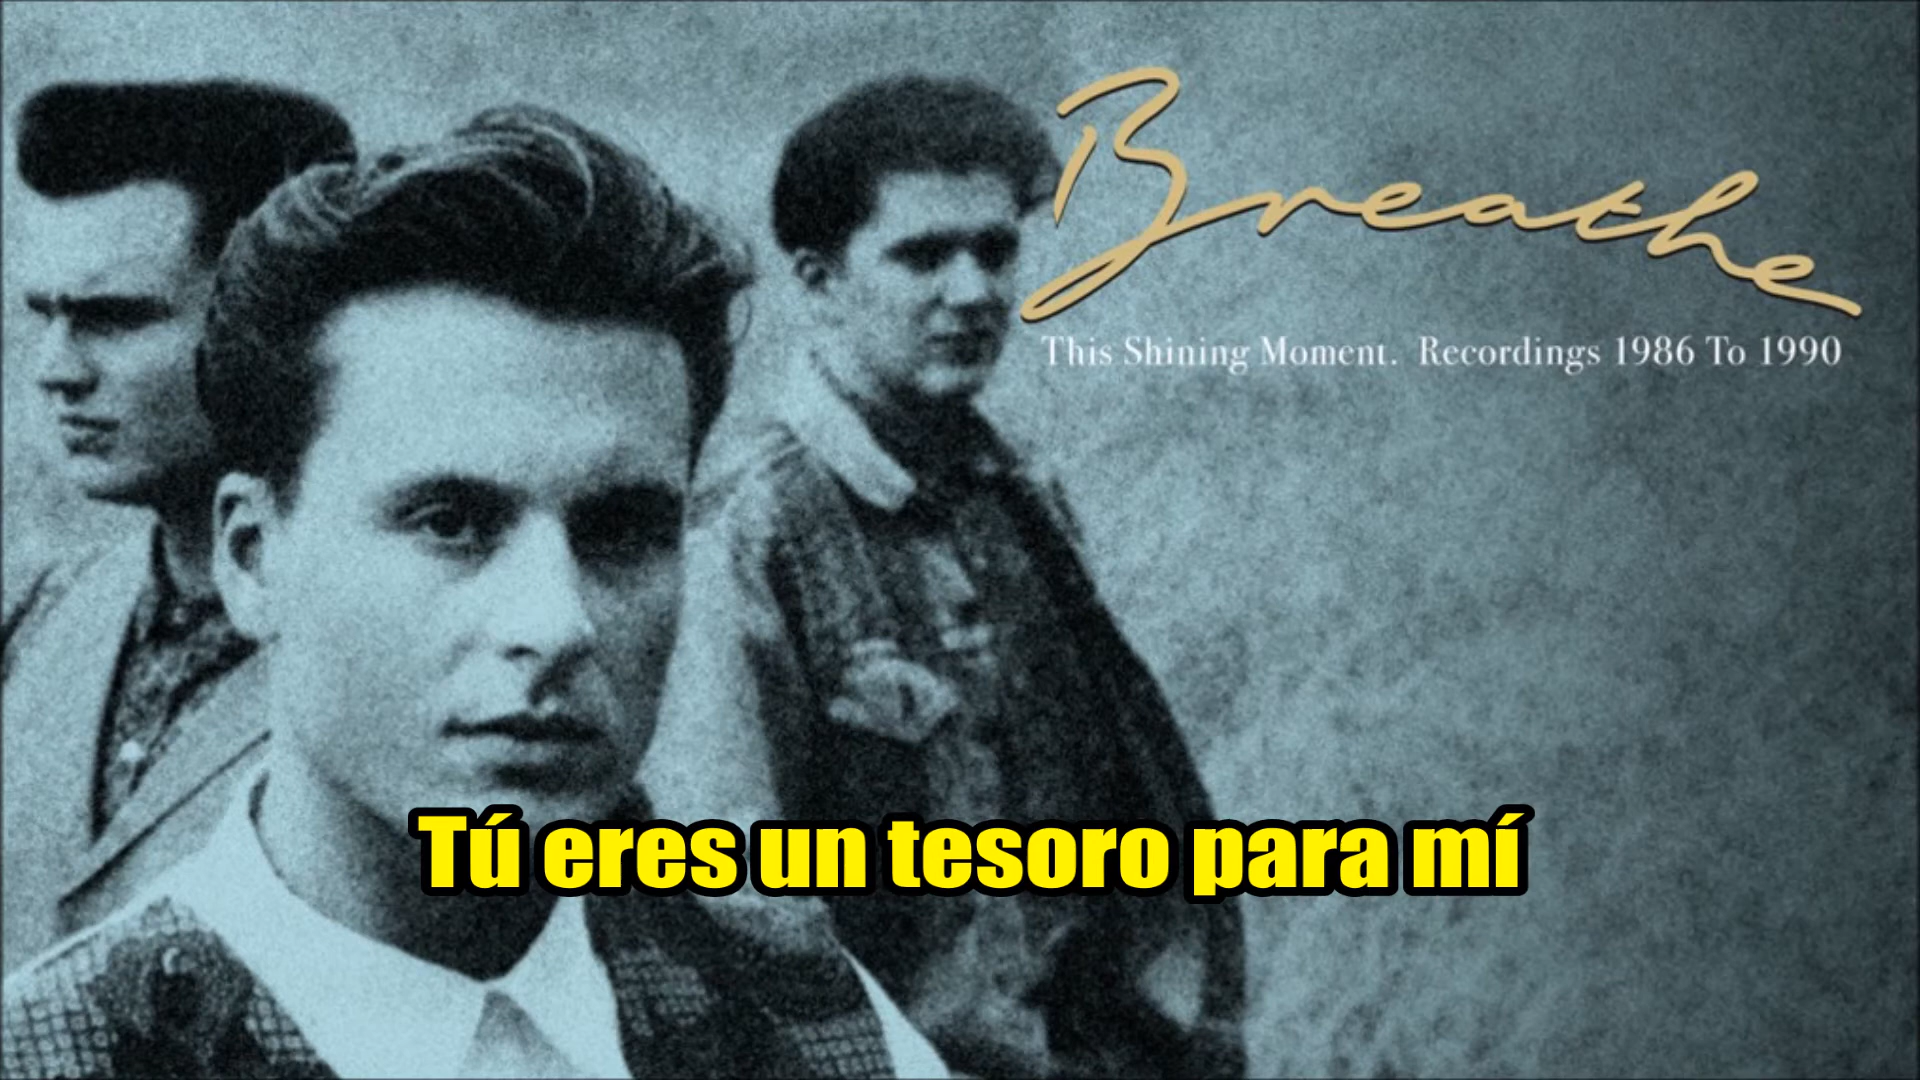 Breathe
This Shining Moment. Recordings 1986 To 1990
Tú eres un tesoro para mí